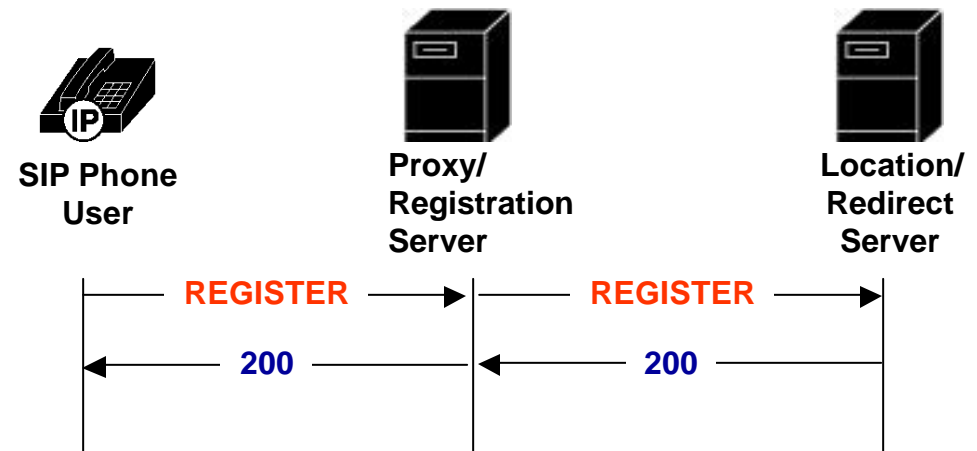 IP
SIP Phone
User
Proxy/
Registration
Server
Location/
Redirect
Server
REGISTER
REGISTER
200
200